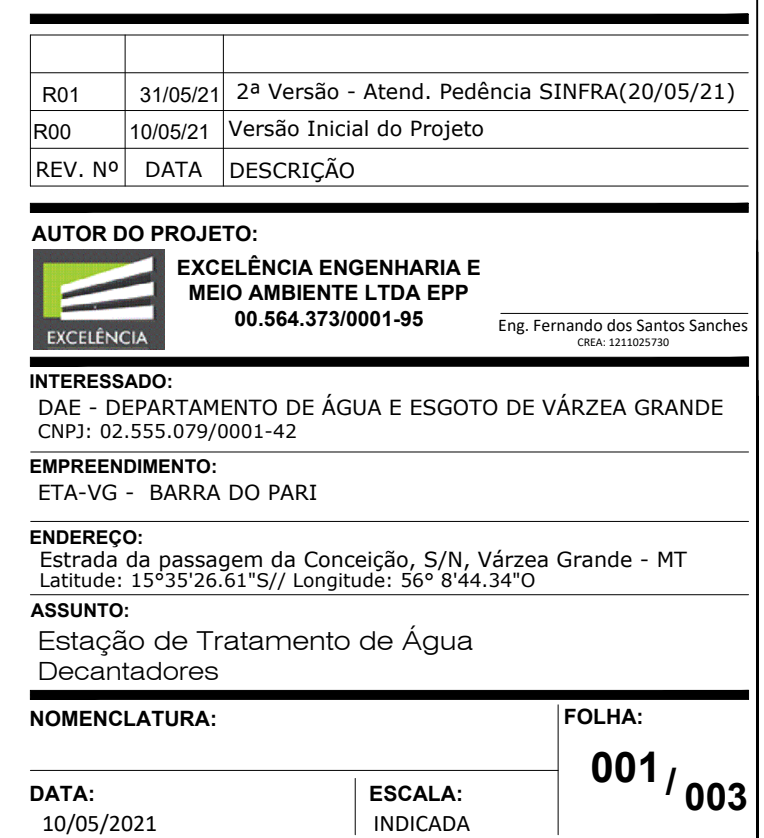 R01 31/05/21 2ª Versão - Atend. Pedência SINFRA(20/05/21)
R00 10/05/21 Versão Inicial do Projeto
REV. Nº DATA DESCRIÇÃO
AUTOR DO PROJETO:
EXCELÊNCIA
EXCELÊNCIA ENGENHARIA E
MEIO AMBIENTE LTDA EPP
00.564.373/0001-95
Eng. Fernando dos Santos Sanches
CREA: 1211025730
INTERESSADO:
DAE - DEPARTAMENTO DE ÁGUA E ESGOTO DE VÁRZEA GRANDE
CNPJ: 02.555.079/0001-42
EMPREENDIMENTO:
ETA-VG - BARRA DO PARI
ENDEREÇO:
Estrada da passagem da Conceição, S/N, Várzea Grande - MT
Latitude: 15°35'26.61"S// Longitude: 56° 8'44.34"O
ASSUNTO:
Estação de Tratamento de Água
Decantadores
NOMENCLATURA:
FOLHA:
001/003
DATA:
10/05/2021
ESCALA:
INDICADA